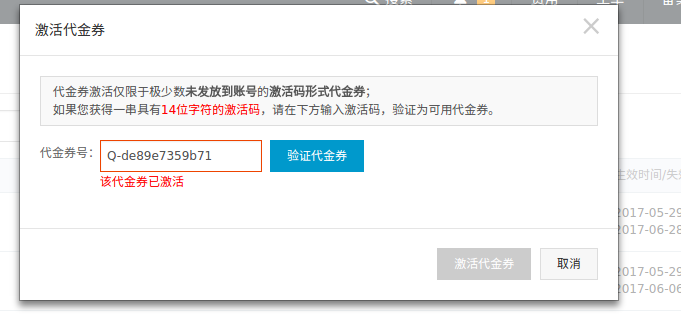 搜索
1
费用
激活代金券
代金券激活仅限于极少数未发放到账号的激活码形式代金券;
如果您获得一串具有14位字符的激活码，请在下方输入激活码，验证为可用代金券。
代金券号:
Q-de89e7359b71
验证代金券
该代金券已激活
生效时间/失
2017-05-29
2017-06-28
激活代金券
取消
2017-05-29
2017-06-06